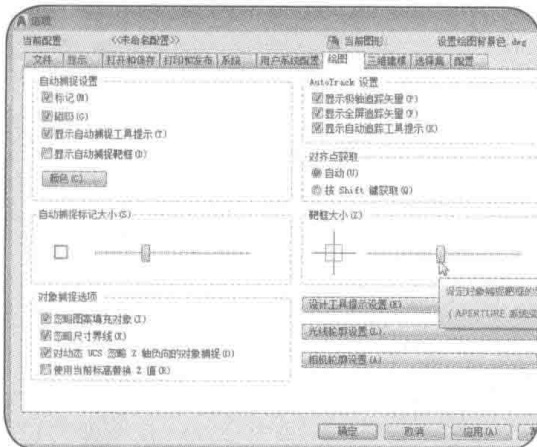 选项
当前配置: <<未命名配置>> 当前图形: 设置绘图背景色.dwg
文件 显示 打开和保存 打印和发布 系统 用户系统配置 绘图 三维建模 选择集 配置
自动捕捉设置
标记(M)
磁吸(G)
显示自动捕捉工具提示(T)
显示自动捕捉靶框(D)
颜色(C)...
AutoTrack 设置
显示极轴追踪矢量(P)
显示全屏追踪矢量(F)
显示自动追踪工具提示(K)
对齐点获取
自动(U)
按 Shift 键获取(Q)
自动捕捉标记大小(S)
靶框大小(Z)
设定对象捕捉靶框的
(APERTURE 系统
对象捕捉选项
忽略图案填充对象(I)
忽略尺寸界线(X)
对动态 UCS 忽略 Z 轴负向的对象捕捉(O)
使用当前标高替换 Z 值(R)
设计工具提示设置(E)
光线轮廓设置(L)
相机轮廓设置(A)
确定 取消 应用(A)